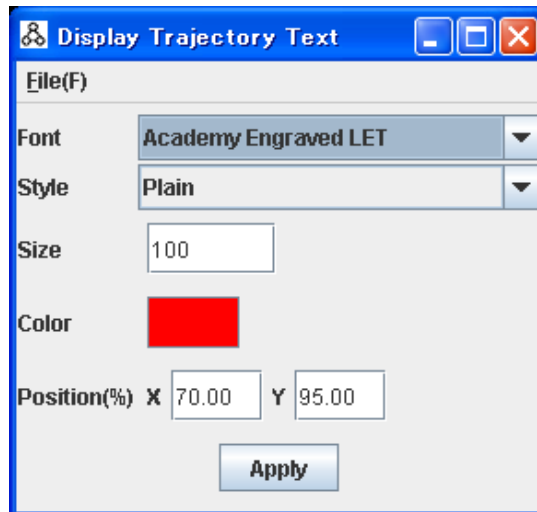 Display Trajectory Text
File(F)
Font Academy Engraved LET
Style Plain
Size 100
Color
Position(%) X 70.00 Y 95.00
Apply